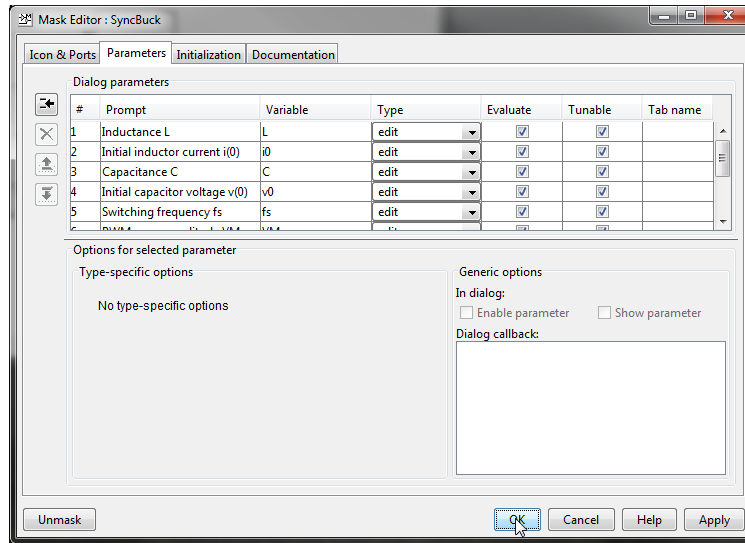 Mask Editor : SyncBuck
Icon & Ports Parameters Initialization Documentation
Dialog parameters
# Prompt Variable Type Evaluate Tunable Tab name
1 Inductance L L edit
2 Initial inductor current i(0) i0 edit
3 Capacitance C C edit
4 Initial capacitor voltage v(0) v0 edit
5 Switching frequency fs fs edit
Options for selected parameter
Type-specific options
No type-specific options
Generic options
In dialog:
Enable parameter Show parameter
Dialog callback:
Unmask OK Cancel Help Apply